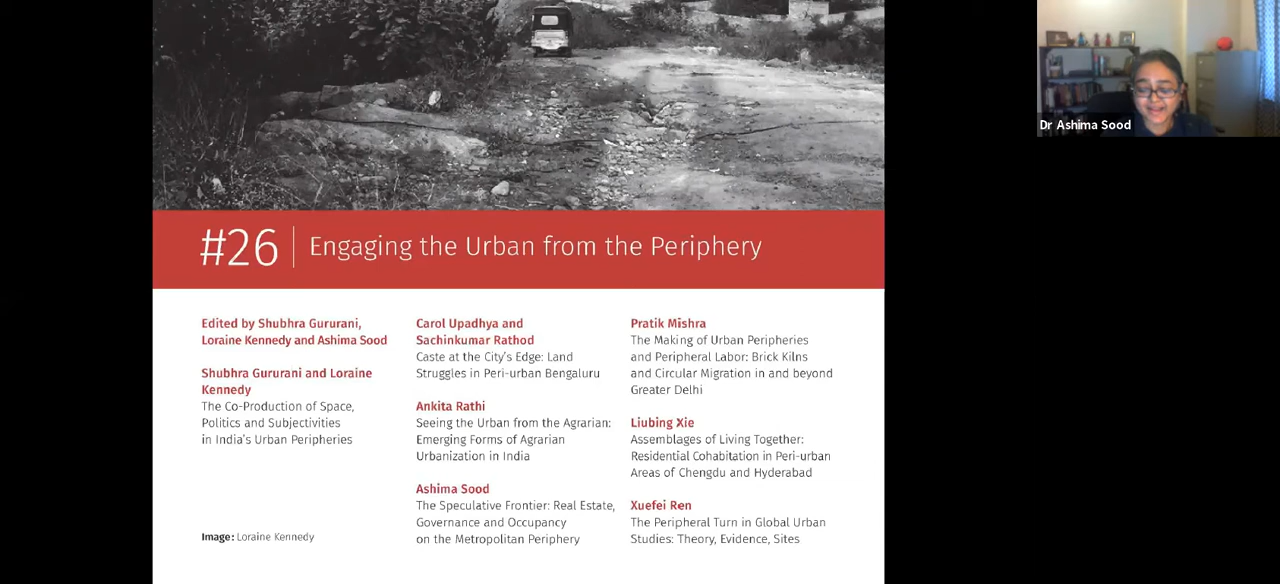 Dr Ashima Sood
#26 | Engaging the Urban from the Periphery
Edited by Shubhra Gururani,
Loraine Kennedy and Ashima Sood
Shubhra Gururani and Loraine
Kennedy
The Co-Production of Space,
Politics and Subjectivities
in India's Urban Peripheries
Image: Loraine Kennedy
Carol Upadhya and
Sachinkumar Rathod
Caste at the City's Edge: Land
Struggles in Peri-urban Bengaluru
Ankita Rathi
Seeing the Urban from the Agrarian:
Emerging Forms of Agrarian
Urbanization in India
Ashima Sood
The Speculative Frontier: Real Estate,
Governance and Occupancy
on the Metropolitan Periphery
Pratik Mishra
The Making of Urban Peripheries
and Peripheral Labor: Brick Kilns
and Circular Migration in and beyond
Greater Delhi
Liubing Xie
Assemblages of Living Together:
Residential Cohabitation in Peri-urban
Areas of Chengdu and Hyderabad
Xuefei Ren
The Peripheral Turn in Global Urban
Studies: Theory, Evidence, Sites